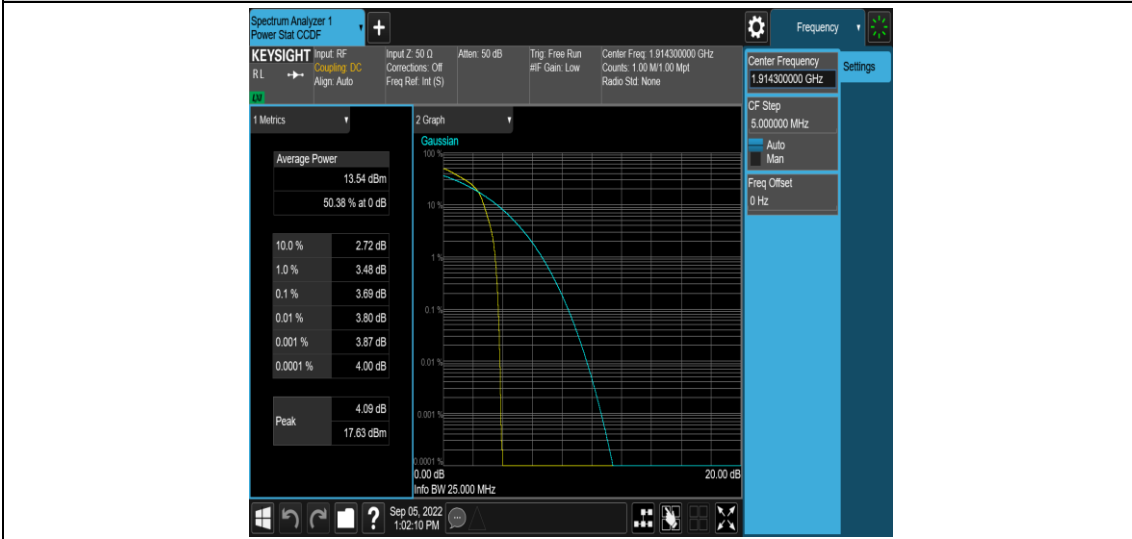 Spectrum Analyzer 1
Power Stat CCDF
+
Frequency
KEYSIGHT
Input: RF
Input Z: 50 Ω
Atten: 50 dB
Trig: Free Run
Center Freq: 1.914300000 GHz
RL
Coupling: DC
Corrections: Off
#IF Gain: Low
Counts: 1.00 M/1.00 Mpt
Align: Auto
Freq Ref: Int (S)
Radio Std: None
Center Frequency
1.914300000 GHz
Settings
CF Step
5.000000 MHz
Auto
Man
Freq Offset
0 Hz
1 Metrics
Average Power
13.54 dBm
50.38 % at 0 dB
10.0 % 2.72 dB
1.0 % 3.48 dB
0.1 % 3.69 dB
0.01 % 3.80 dB
0.001 % 3.87 dB
0.0001 % 4.00 dB
Peak
4.09 dB
17.63 dBm
2 Graph
Gaussian
100 %
10 %
1 %
0.1 %
0.01 %
0.001 %
0.0001 %
0.00 dB
20.00 dB
Info BW 25.000 MHz
?
Sep 05, 2022
1:02:10 PM